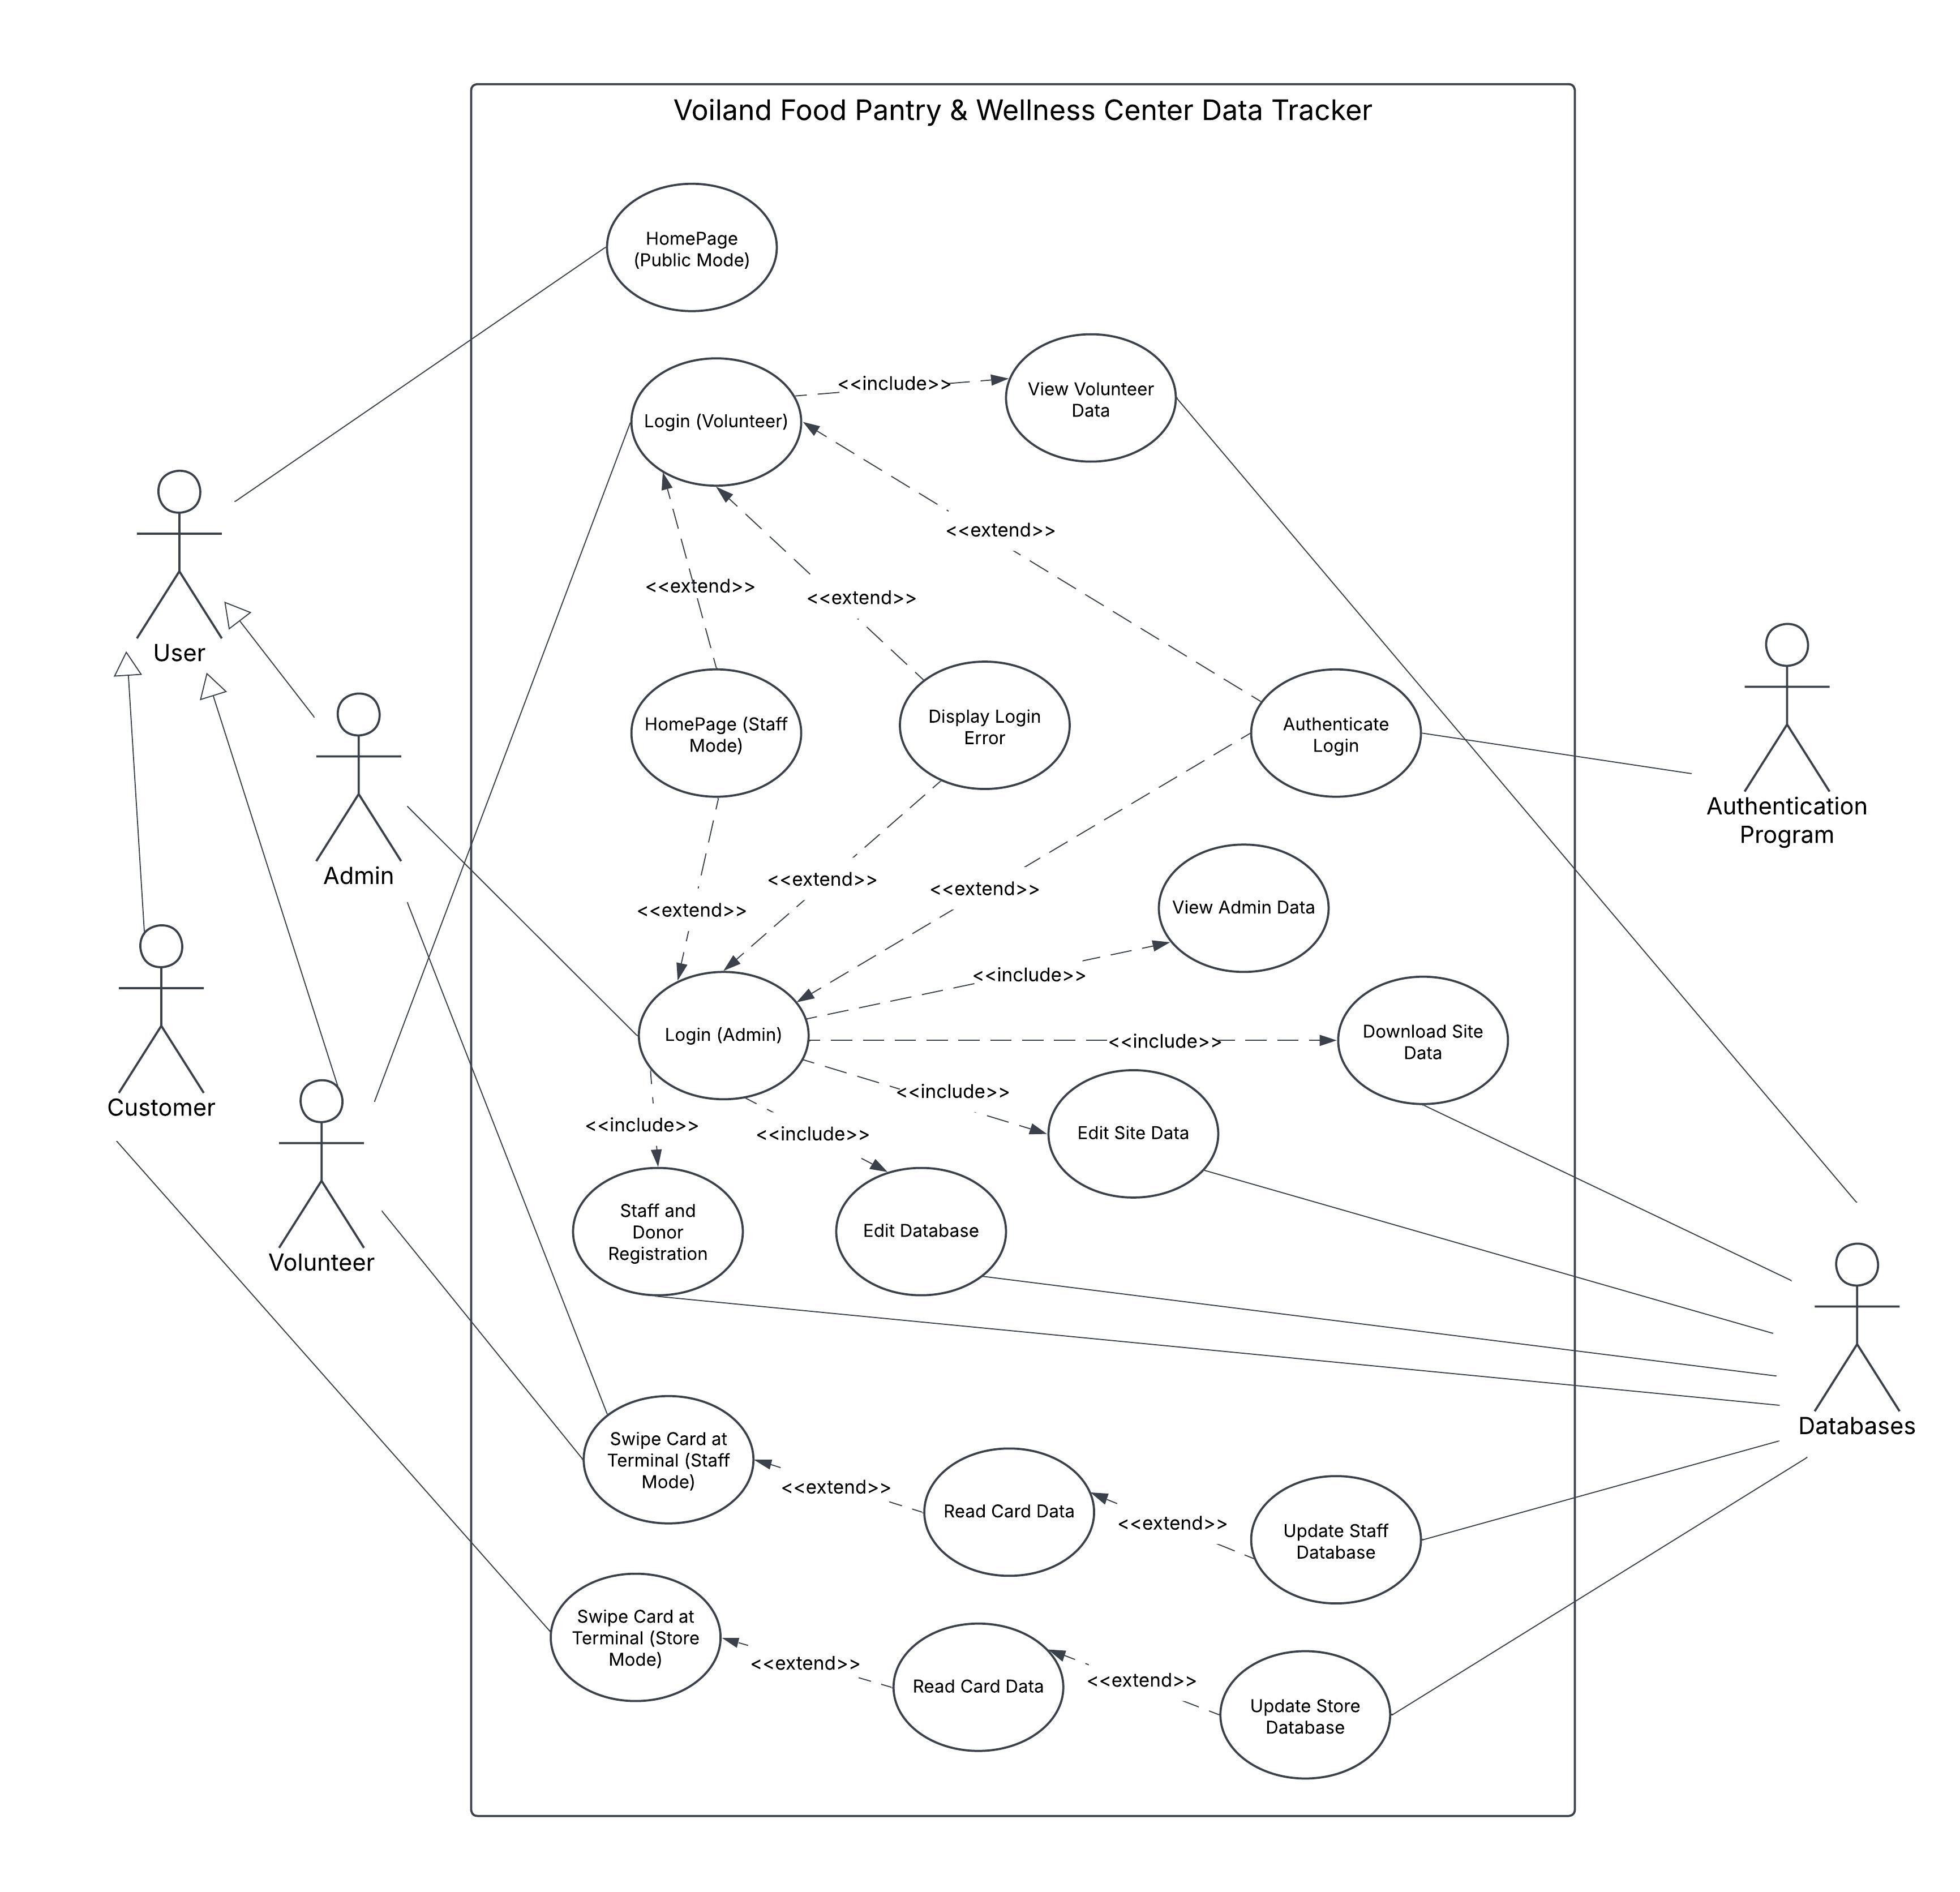 Voiland Food Pantry & Wellness Center Data Tracker
HomePage
(Public Mode)
<<include>>
View Volunteer
Data
Login (Volunteer)
<<extend>>
<<extend>>
<<extend>>
User
HomePage (Staff
Mode)
Display Login
Error
Authenticate
Login
Authentication
Program
Admin
<<extend>>
<<extend>>
<<extend>>
View Admin Data
<<include>>
Login (Admin)
<<include>>
Download Site
Data
<<include>>
Customer
<<include>>
<<include>>
Edit Site Data
Volunteer
Staff and
Donor
Registration
Edit Database
Databases
Swipe Card at
Terminal (Staff
Mode)
<<extend>>
Read Card Data
<<extend>>
Update Staff
Database
Swipe Card at
Terminal (Store
Mode)
<<extend>>
Read Card Data
<<extend>>
Update Store
Database